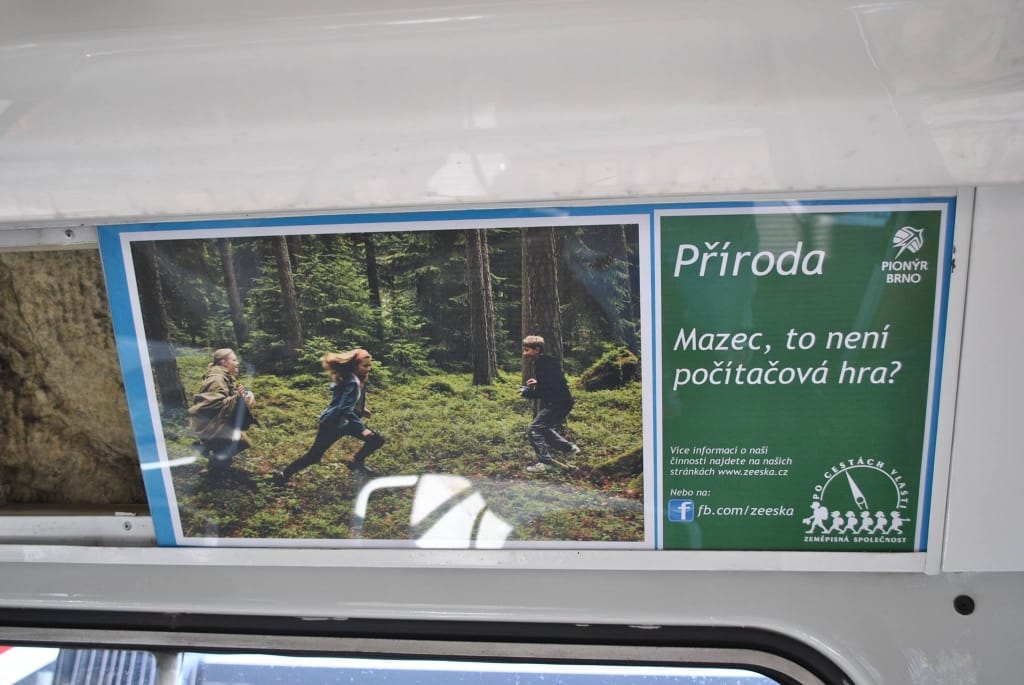 Příroda
PIONÝR
BRNO
Mazec, to není
počítačová hra?
Více informací o naší
činnosti najdete na našich
stránkách www.zeeska.cz
Nebo na:
f fb.com/zeeska
PO CESTÁCH VLASTÍ
ZEMĚPISNÁ SPOLEČNOST